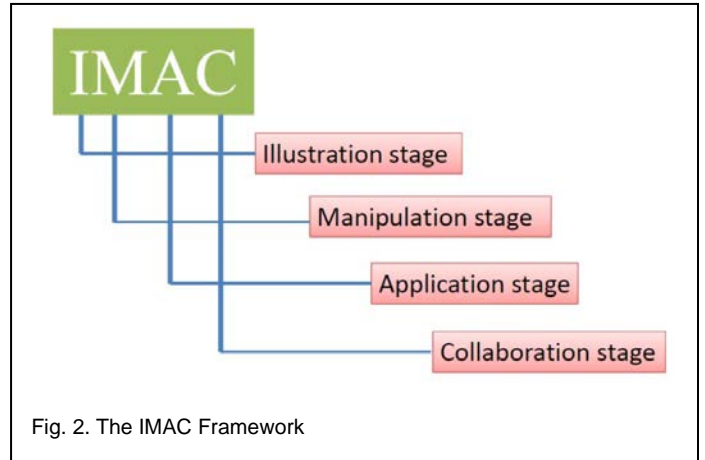 IMAC
Illustration stage
Manipulation stage
Application stage
Collaboration stage
Fig. 2. The IMAC Framework